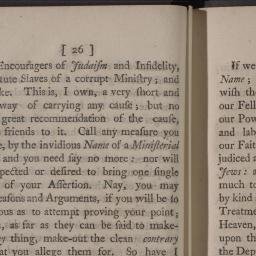 [ 26 ]
Encouragers of Judaiſm and Infidelity,
tute Slaves of a corrupt Miniſtry; and
ke. This is, I own, a very ſhort and
way of carrying any cauſe; but no
great recommendation of the cauſe,
friends to it. Call any meaſure you
e, by the invidious Name of a Miniſterial
and you need ſay no more: nor will
pected or deſired to bring one ſingle
of your Aſſertion. Nay, you may
eaſons and Arguments, if you will be ſo
ous as to attempt proving your point;
, as far as they can be ſaid to make-
y thing, make-out the clean contrary
at you allege them for. So have I
If we
Name;
wiſh the
our Fell
our Pow
and lab
our Fait
judiced a
Jews: a
much to
by kind
Treatme
Heaven,
upon th
the Dep